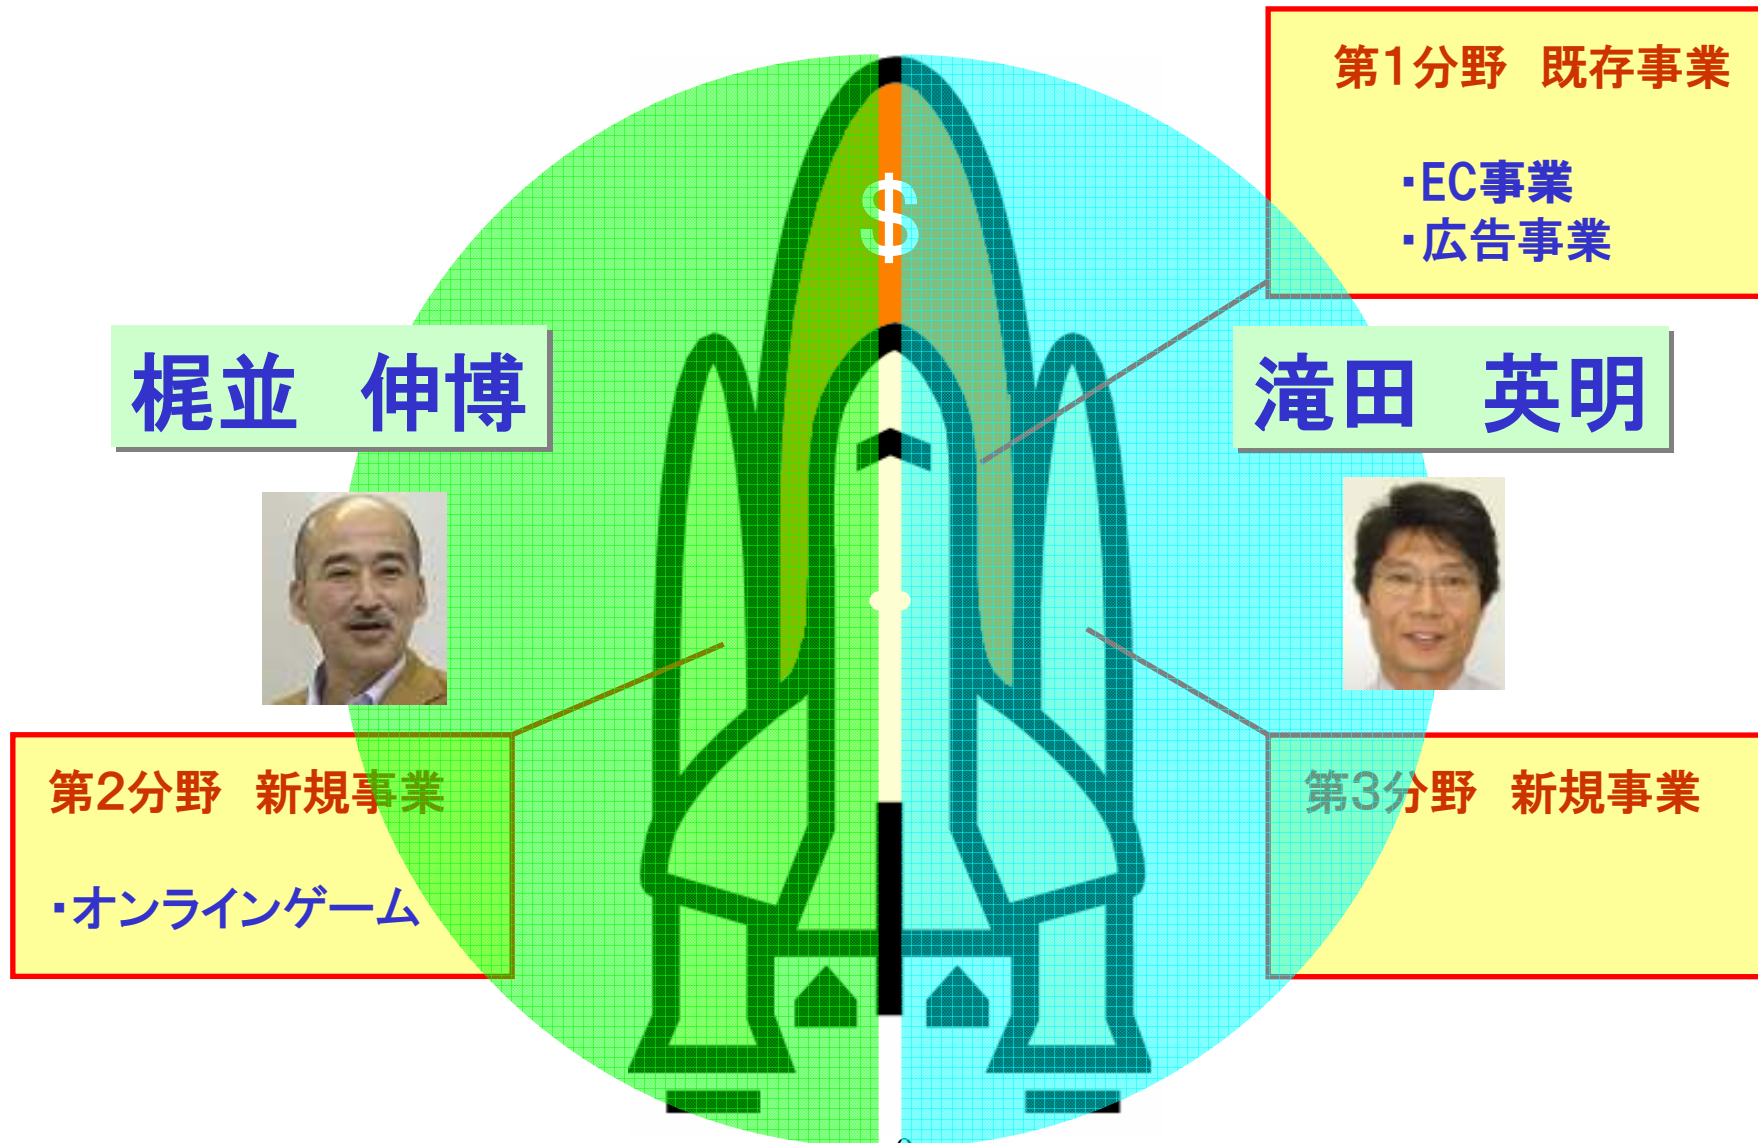 第1分野　既存事業
・EC事業
・広告事業
$
梶並　伸博
滝田　英明
第2分野　新規事業
・オンラインゲーム
第3分野　新規事業